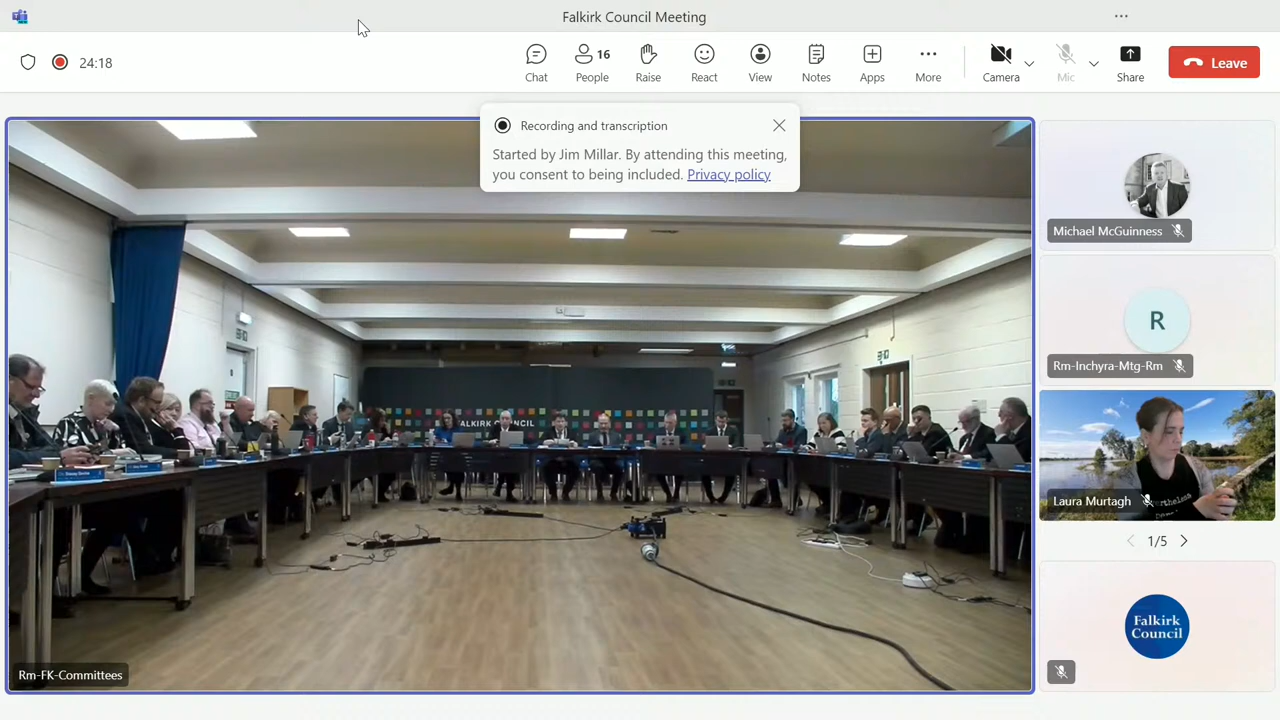 Falkirk Council Meeting
24:18
Chat
16
People
Raise
React
View
Notes
Apps
More
Camera
Mic
Share
Leave
Recording and transcription
Started by Jim Millar. By attending this meeting,
you consent to being included. Privacy policy
Michael McGuinness
R
Rm-Inchyra-Mtg-Rm
Laura Murtagh
1/5
Falkirk
Council
FALKIRK COUNCIL
Rm-FK-Committees